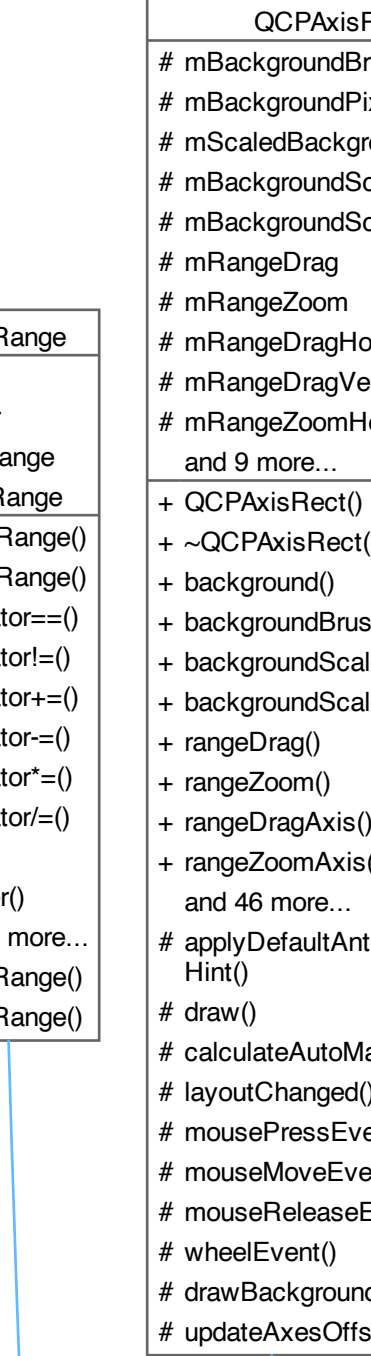 Range
ange
Range
Range()
Range()
tor==()
tor!=()
tor+=()
tor-=()
tor*=()
tor/=()
r()
more...
Range()
Range()
QCPAxisR
# mBackgroundBr
# mBackgroundPix
# mScaledBackgro
# mBackgroundSc
# mBackgroundSc
# mRangeDrag
# mRangeZoom
# mRangeDragHo
# mRangeDragVe
# mRangeZoomHo
and 9 more...
+ QCPAxisRect()
+ ~QCPAxisRect(
+ background()
+ backgroundBrus
+ backgroundScal
+ backgroundScal
+ rangeDrag()
+ rangeZoom()
+ rangeDragAxis()
+ rangeZoomAxis(
and 46 more...
# applyDefaultAnt
Hint()
# draw()
# calculateAutoMa
# layoutChanged()
# mousePressEve
# mouseMoveEve
# mouseReleaseE
# wheelEvent()
# drawBackground
# updateAxesOffs